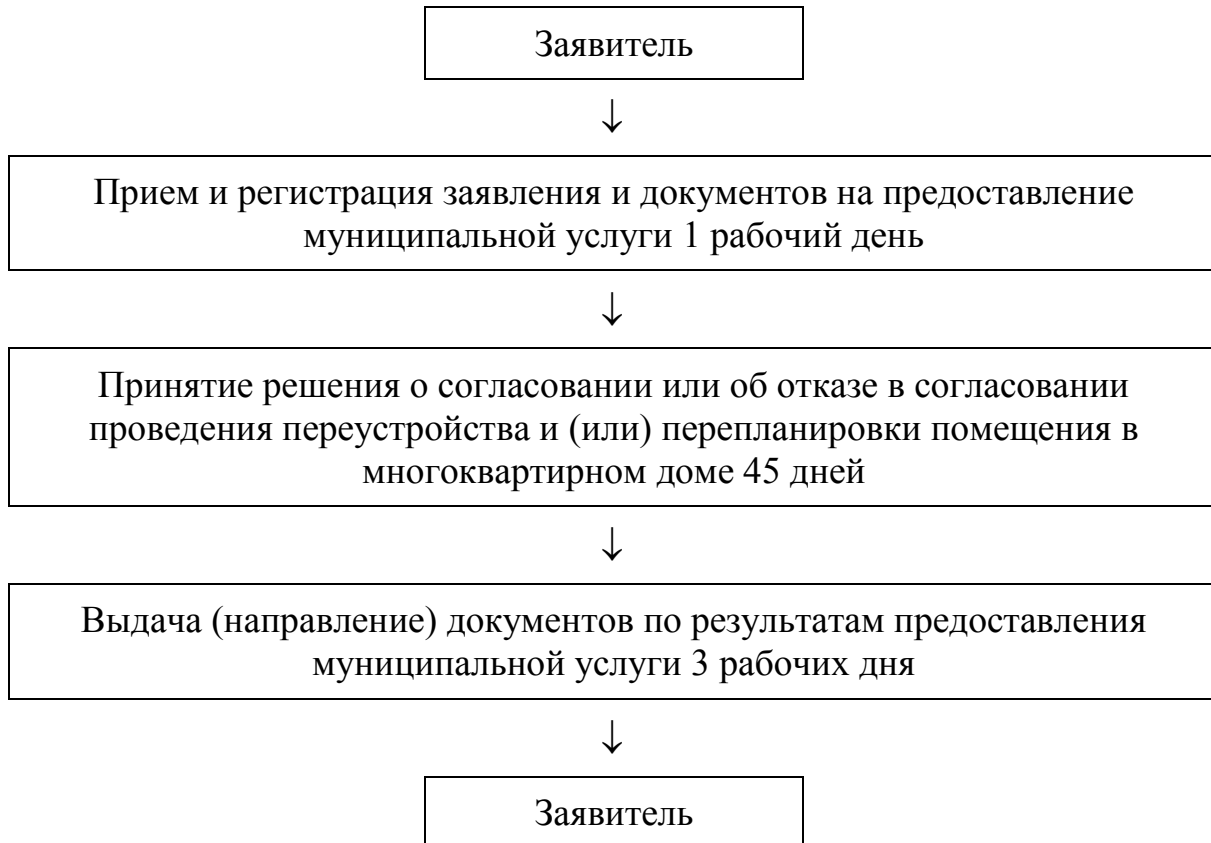 Заявитель
↓
Прием и регистрация заявления и документов на предоставление
муниципальной услуги 1 рабочий день
↓
Принятие решения о согласовании или об отказе в согласовании
проведения переустройства и (или) перепланировки помещения в
многоквартирном доме 45 дней
↓
Выдача (направление) документов по результатам предоставления
муниципальной услуги 3 рабочих дня
↓
Заявитель